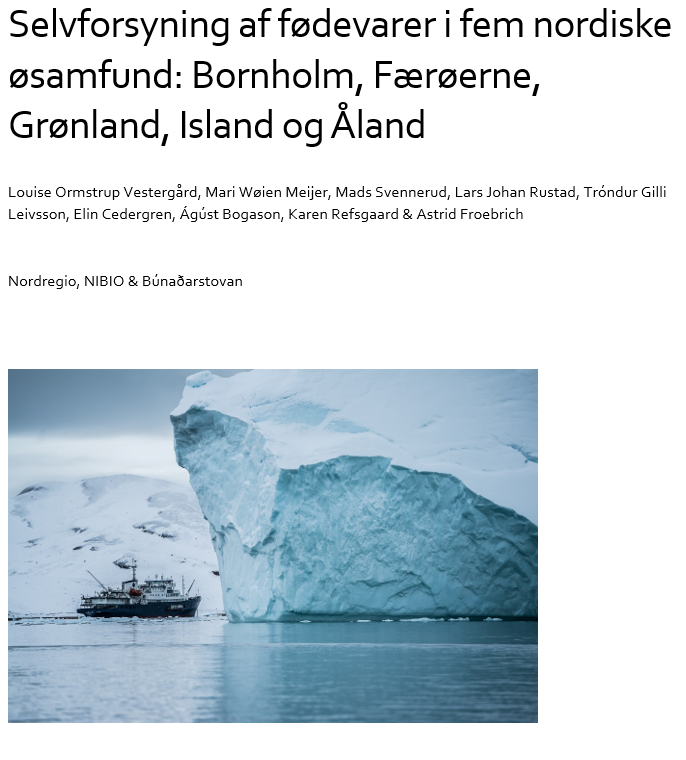 Selvforsyning af fødevarer i fem nordiske
øsamfund: Bornholm, Færøerne,
Grønland, Island og Åland
Louise Ormstrup Vestergård, Mari Wøien Meijer, Mads Svennerud, Lars Johan Rustad, Tróndur Gilli
Leivsson, Elin Cedergren, Ágúst Bogason, Karen Refsgaard & Astrid Froebrich
Nordregio, NIBIO & Búnaðarstovan